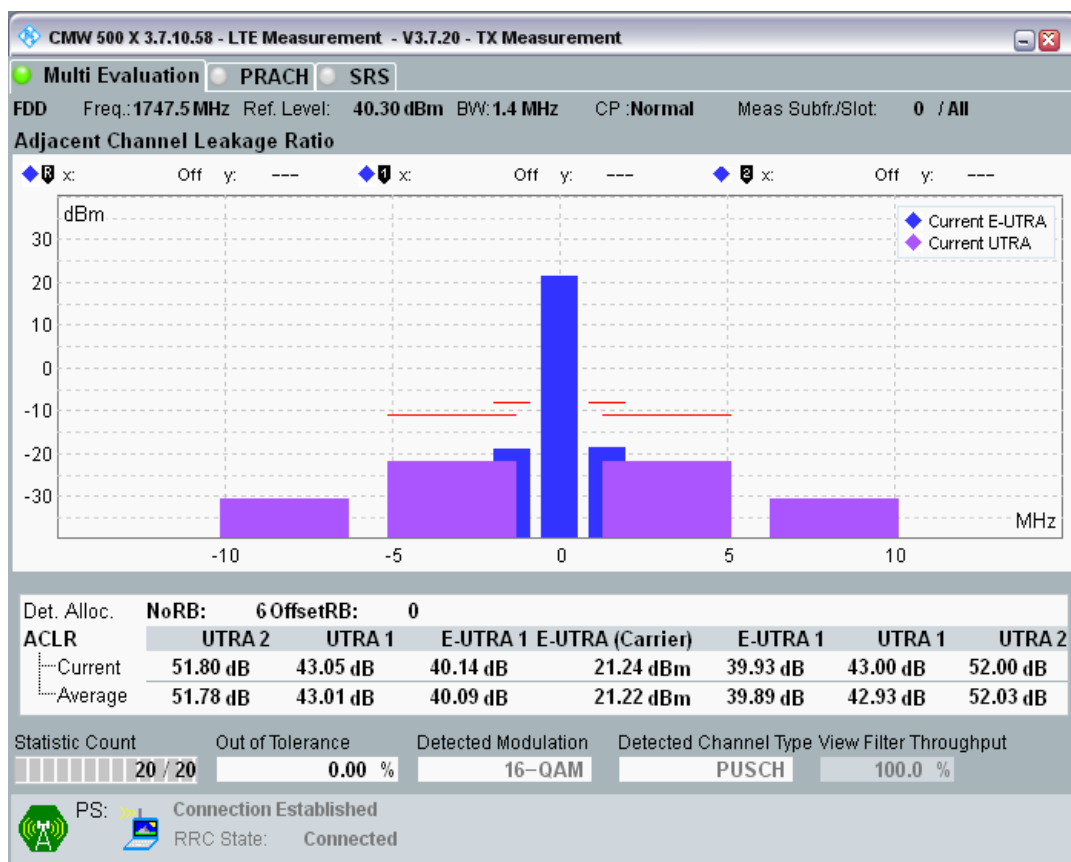 CMW 500 X 3.7.10.58 - LTE Measurement - V3.7.20 - TX Measurement
Multi Evaluation PRACH SRS
FDD Freq.: 1747.5 MHz Ref. Level: 40.30 dBm BW: 1.4 MHz CP :Normal Meas Subfr./Slot: 0 / All
Adjacent Channel Leakage Ratio
R x: Off y: --- 1 x: Off y: --- 2 x: Off y: ---
dBm
Current E-UTRA
Current UTRA
30
20
10
0
-10
-20
-30
MHz
-10 -5 0 5 10
Det. Alloc. NoRB: 6 OffsetRB: 0
ACLR UTRA 2 UTRA 1 E-UTRA 1 E-UTRA (Carrier) E-UTRA 1 UTRA 1 UTRA 2
Current 51.80 dB 43.05 dB 40.14 dB 21.24 dBm 39.93 dB 43.00 dB 52.00 dB
Average 51.78 dB 43.01 dB 40.09 dB 21.22 dBm 39.89 dB 42.93 dB 52.03 dB
Statistic Count Out of Tolerance Detected Modulation Detected Channel Type View Filter Throughput
20 / 20 0.00 % 16-QAM PUSCH 100.0 %
PS: Connection Established
RRC State: Connected